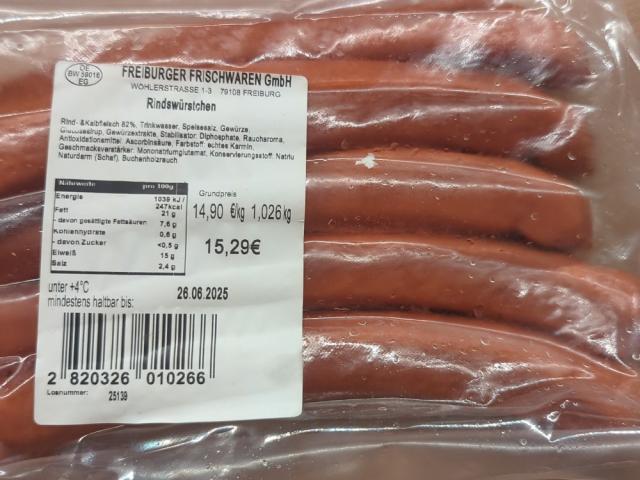 DE
BW 59016
EG
FREIBURGER FRISCHWAREN GmbH
WÖHLERSTRASSE 1-3 79108 FREIBURG
Rindswürstchen
Rind- &Kalbfleisch 82%, Trinkwasser, Speisesalz, Gewürze,
Glucosesirup, Gewürzextrakte, Stabilisator: Diphosphate, Raucharoma,
Antioxidationsmittel: Ascorbinsäure, Farbstoff: echtes Karmin,
Geschmacksverstärker: Mononatriumglutamat, Konservierungsstoff: Natriu
Naturdarm (Schaf), Buchenholzrauch
Nährwerte pro 100g
Energie 1039 kJ /
247kcal
Fett 21 g
- davon gesättigte Fettsäuren 7,6 g
Kohlenhydrate 0,6 g
- davon Zucker <0,5 g
Eiweiß 15 g
Salz 2,4 g
Grundpreis
14,90 €/kg 1,026 kg
15,29€
unter +4°C
mindestens haltbar bis: 26.06.2025
2 820326 010266
Losnummer: 25139